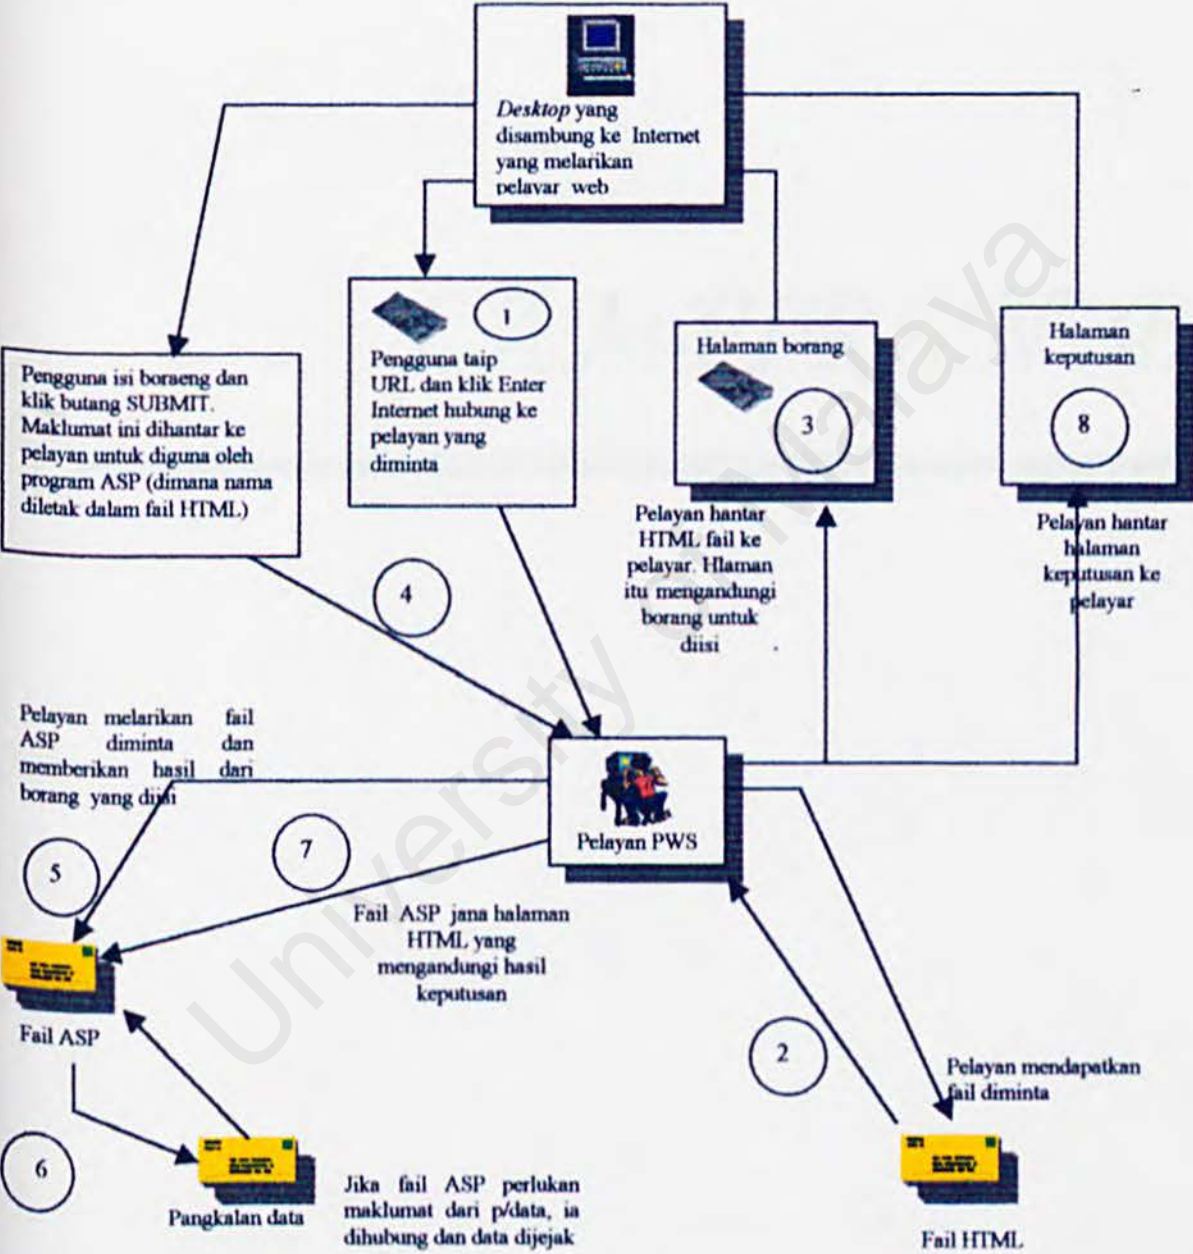 Desktop yang
disambung ke Internet
yang melarikan
pelayar web
1
Pengguna taip
URL dan klik Enter
Internet hubung ke
pelayan yang
diminta
Halaman borang
3
Halaman
keputusan
8
Pengguna isi boraeng dan
klik butang SUBMIT.
Maklumat ini dihantar ke
pelayan untuk diguna oleh
program ASP (dimana nama
diletak dalam fail HTML)
4
Pelayan hantar
HTML fail ke
pelayar. Hlaman
itu mengandungi
borang untuk
diisi
Pelayan hantar
halaman
keputusan ke
pelayar
Pelayan melarikan fail
ASP diminta dan
memberikan hasil dari
borang yang diisi
5
7
Pelayan PWS
Fail ASP jana halaman
HTML yang
mengandungi hasil
keputusan
Fail ASP
2
Pelayan mendapatkan
fail diminta
6
Pangkalan data
Jika fail ASP perlukan
maklumat dari p/data, ia
dihubung dan data dijejak
Fail HTML
University of Malaya